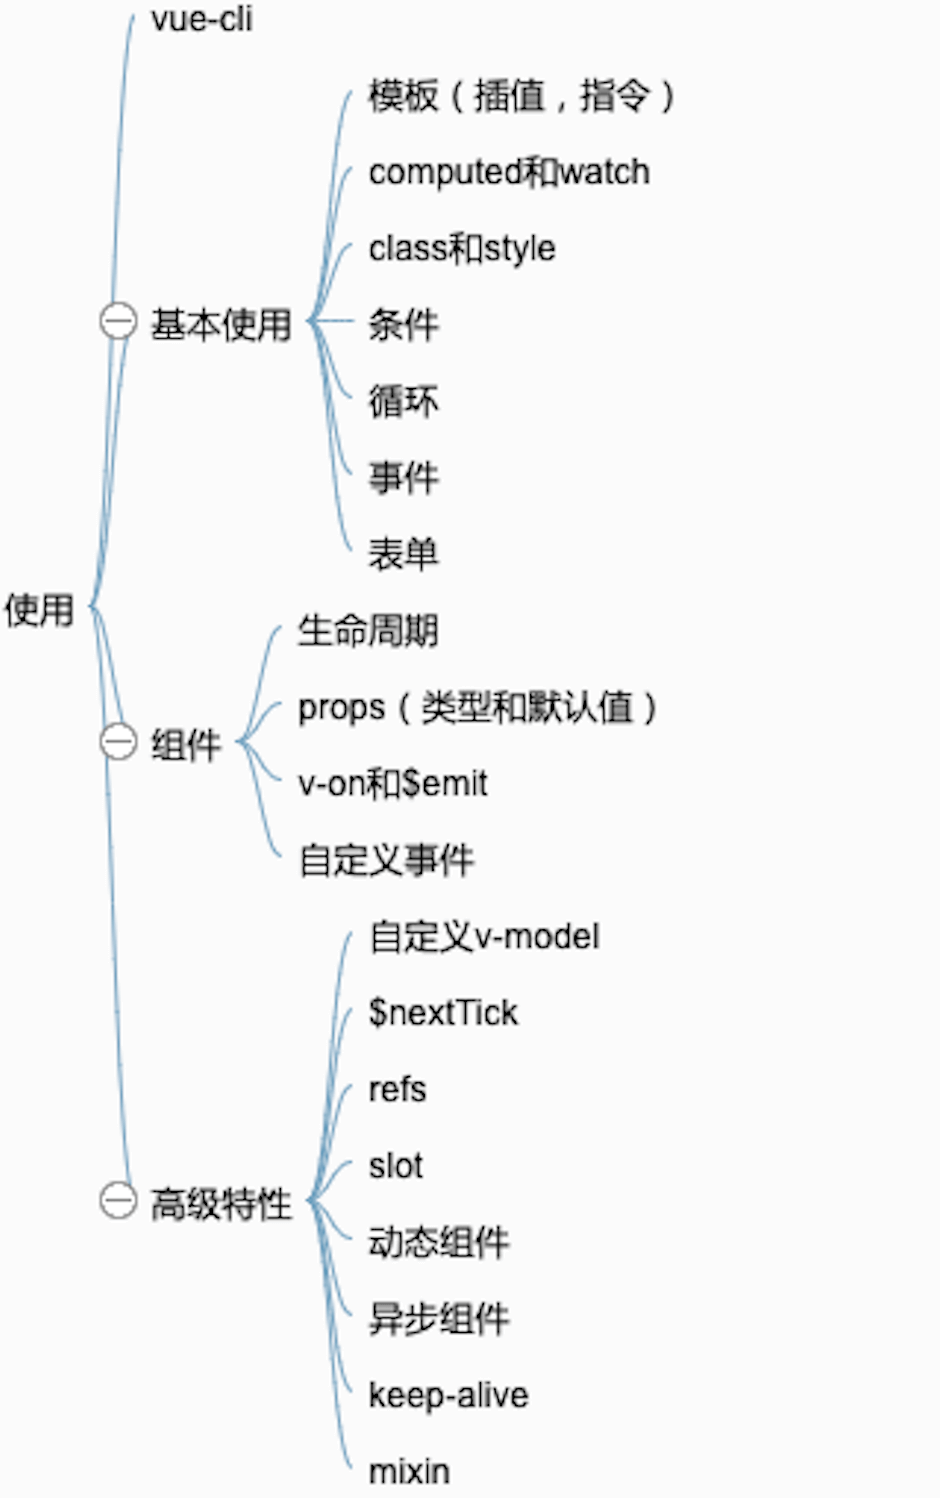 vue-cli
模板（插值，指令）
computed和watch
class和style
基本使用
条件
循环
事件
表单
使用
生命周期
props（类型和默认值）
组件
v-on和$emit
自定义事件
自定义v-model
$nextTick
refs
slot
高级特性
动态组件
异步组件
keep-alive
mixin